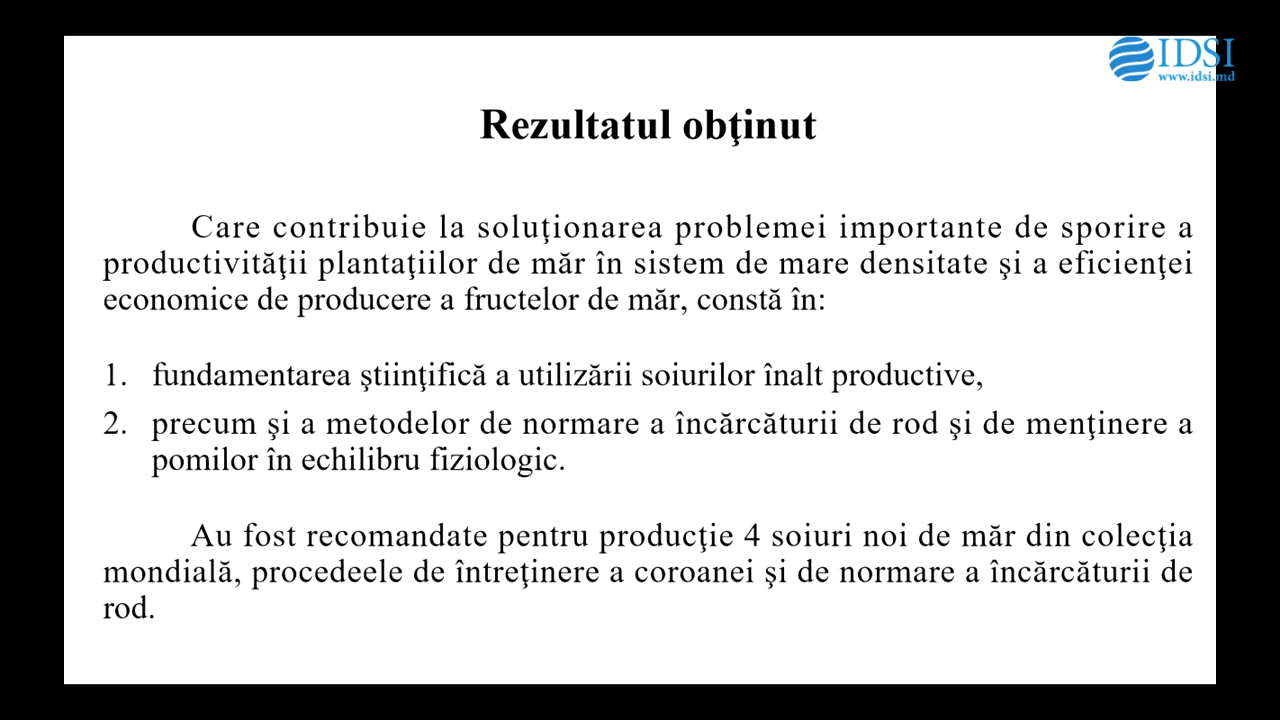 IDSI
www.idsi.md
Rezultatul obţinut
Care contribuie la soluţionarea problemei importante de sporire a
productivităţii plantaţiilor de măr în sistem de mare densitate şi a eficienţei
economice de producere a fructelor de măr, constă în:
1. fundamentarea ştiinţifică a utilizării soiurilor înalt productive,
2. precum şi a metodelor de normare a încărcăturii de rod şi de menţinere a
pomilor în echilibru fiziologic.
Au fost recomandate pentru producţie 4 soiuri noi de măr din colecţia
mondială, procedeele de întreţinere a coroanei şi de normare a încărcăturii de
rod.